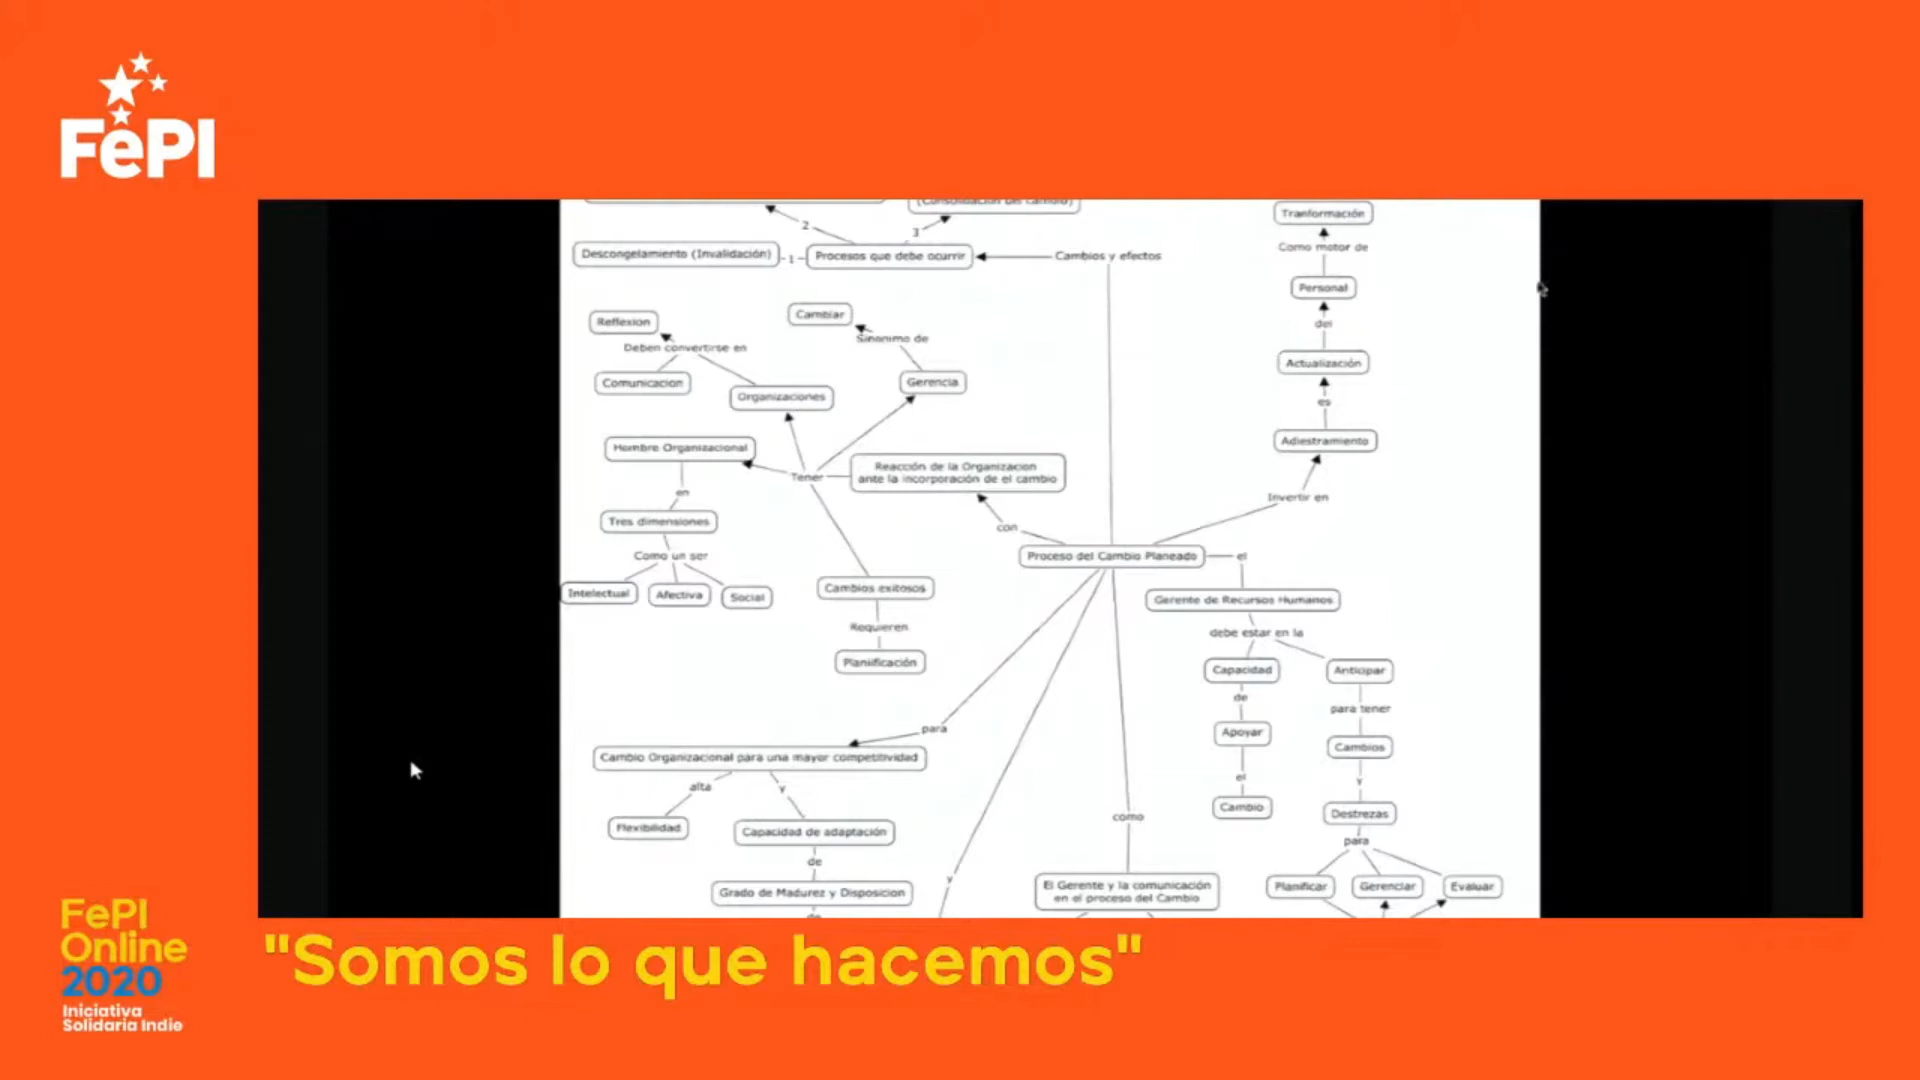 FePI
(Consolidación del cambio)
2
3
Descongelamiento (Invalidación)
1
Procesos que debe ocurrir
Cambios y efectos
Tranformación
Como motor de
Personal
del
Actualización
es
Adiestramiento
Invertir en
Reflexion
Deben convertirse en
Comunicacion
Organizaciones
Cambiar
Sinonimo de
Gerencia
Hombre Organizacional
en
Tres dimensiones
Como un ser
Intelectual
Afectiva
Social
Tener
Reacción de la Organizacion
ante la incorporación de el cambio
con
Cambios exitosos
Requieren
Planificación
Proceso del Cambio Planeado
el
Gerente de Recursos Humanos
debe estar en la
Capacidad
de
Apoyar
el
Cambio
Anticipar
para tener
Cambios
y
Destrezas
para
Planificar
Gerenciar
Evaluar
para
Cambio Organizacional para una mayor competitividad
alta
Flexibilidad
y
Capacidad de adaptación
de
Grado de Madurez y Disposicion
de
y
como
El Gerente y la comunicación
en el proceso del Cambio
FePI
Online
2020
Iniciativa
Solidaria Indie
"Somos lo que hacemos"